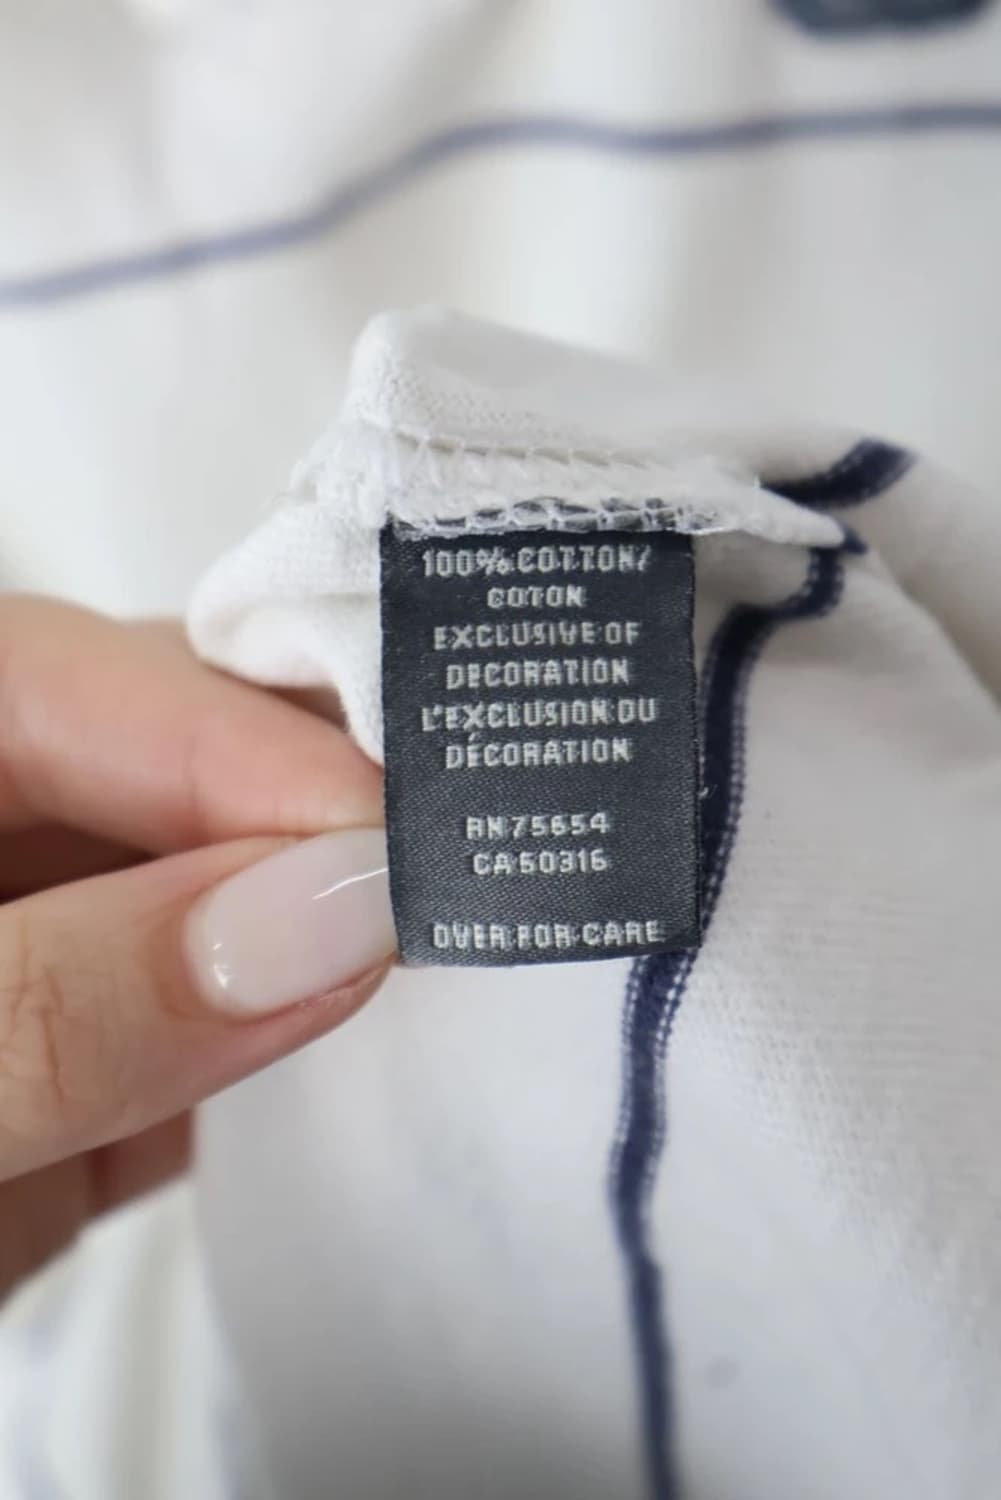 100% COTTON/
COTON
EXCLUSIVE OF
DECORATION
L'EXCLUSION DU
DÉCORATION
RN 75654
CA 50316
OVER FOR CARE